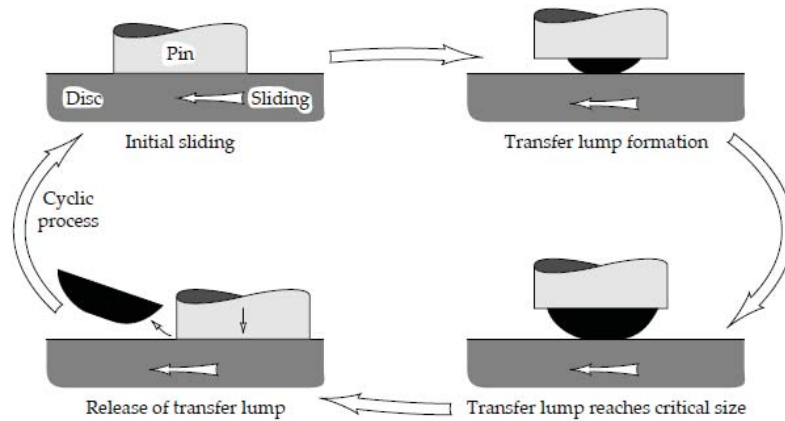 Pin
Disc
Sliding
Initial sliding
Transfer lump formation
Cyclic
process
Release of transfer lump
Transfer lump reaches critical size